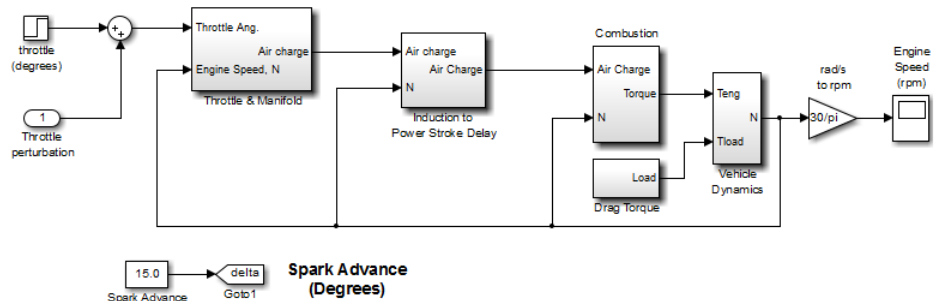 throttle
(degrees)
1
Throttle
perturbation
Throttle Ang.
Air charge
Engine Speed, N
Throttle & Manifold
Air charge
Air Charge
N
Induction to
Power Stroke Delay
Combustion
Air Charge
Torque
N
Load
Drag Torque
Teng
N
Tload
Vehicle
Dynamics
rad/s
to rpm
30/pi
Engine
Speed
(rpm)
15.0
Spark Advance
delta
Goto1
Spark Advance
(Degrees)